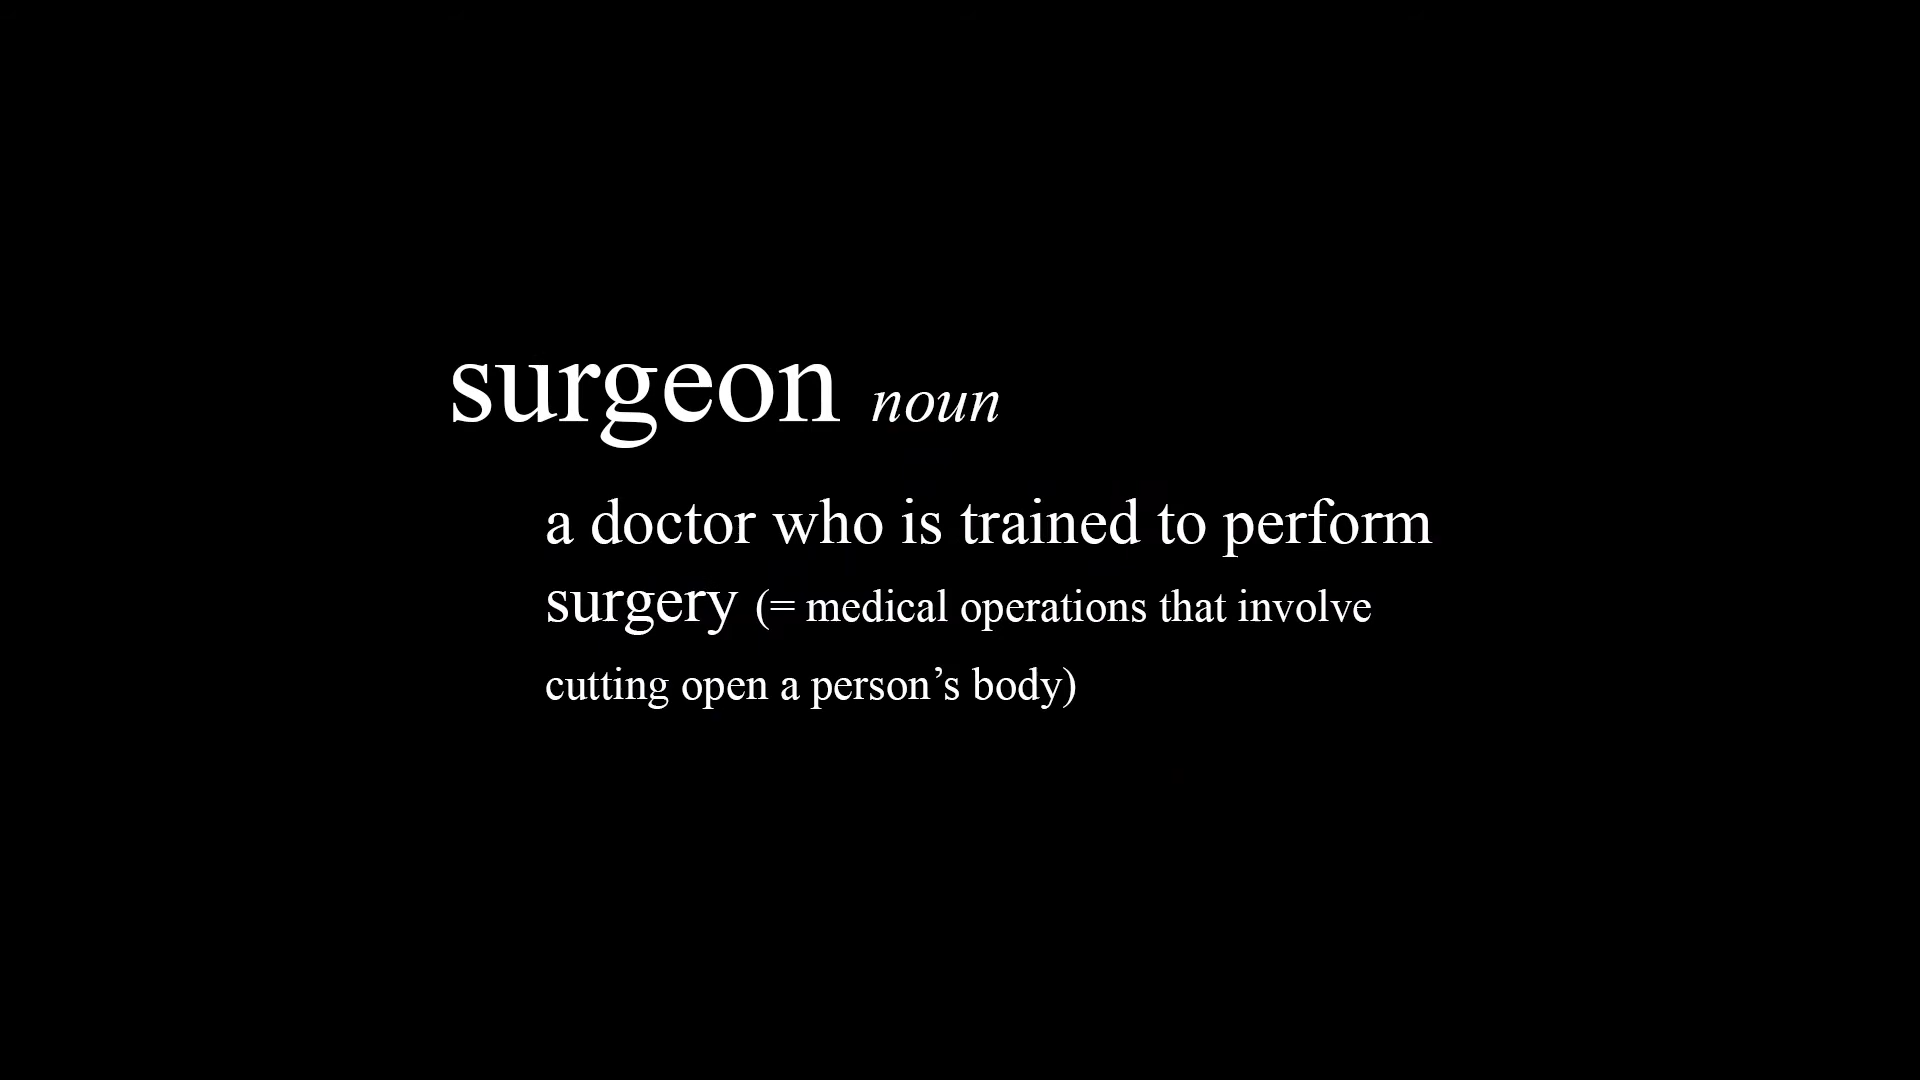 surgeon noun
a doctor who is trained to perform
surgery (= medical operations that involve
cutting open a person’s body)